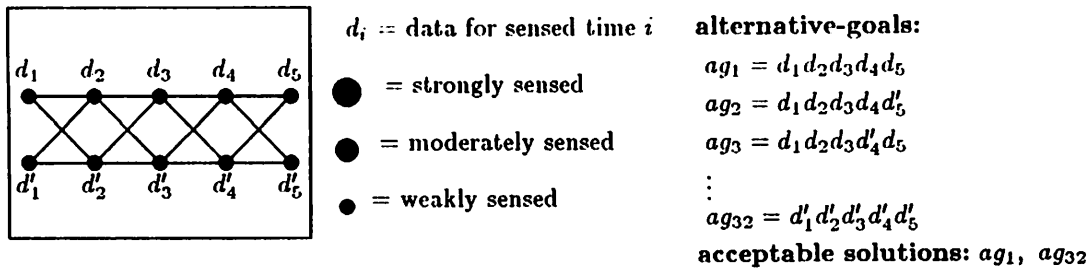 d₁ d₂ d₃ d₄ d₅
d′₁ d′₂ d′₃ d′₄ d′₅
dᵢ = data for sensed time i
= strongly sensed
= moderately sensed
= weakly sensed
alternative-goals:
ag₁ = d₁d₂d₃d₄d₅
ag₂ = d₁d₂d₃d₄d′₅
ag₃ = d₁d₂d₃d′₄d₅
⋮
ag₃₂ = d′₁d′₂d′₃d′₄d′₅
acceptable solutions: ag₁, ag₃₂